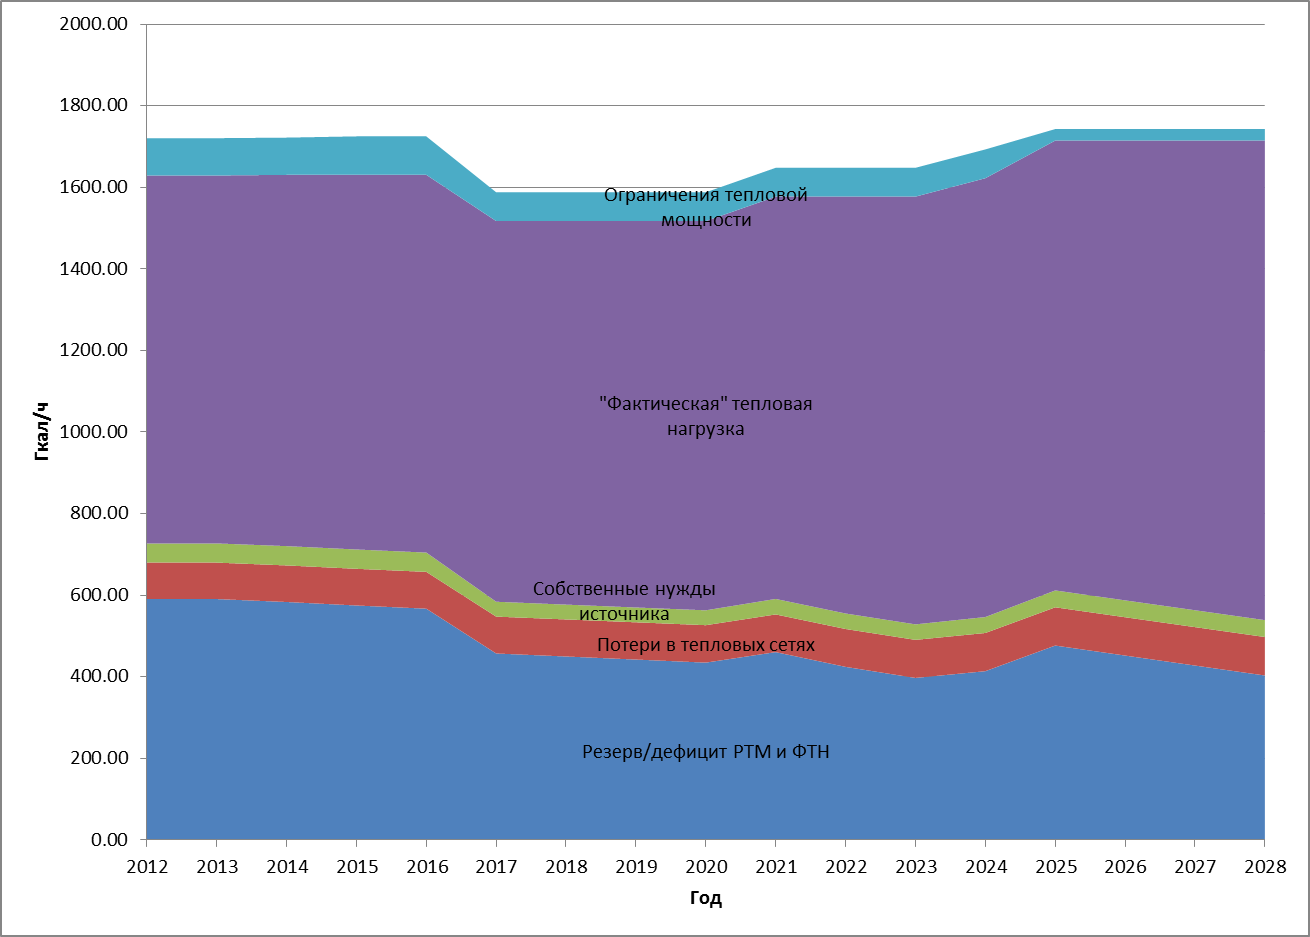 2000.00
1800.00
1600.00
1400.00
1200.00
1000.00
800.00
600.00
400.00
200.00
0.00
Гкал/ч
Ограничения тепловой
мощности
"Фактическая" тепловая
нагрузка
Собственные нужды
источника
Потери в тепловых сетях
Резерв/дефицит РТМ и ФТН
2012 2013 2014 2015 2016 2017 2018 2019 2020 2021 2022 2023 2024 2025 2026 2027 2028
Год